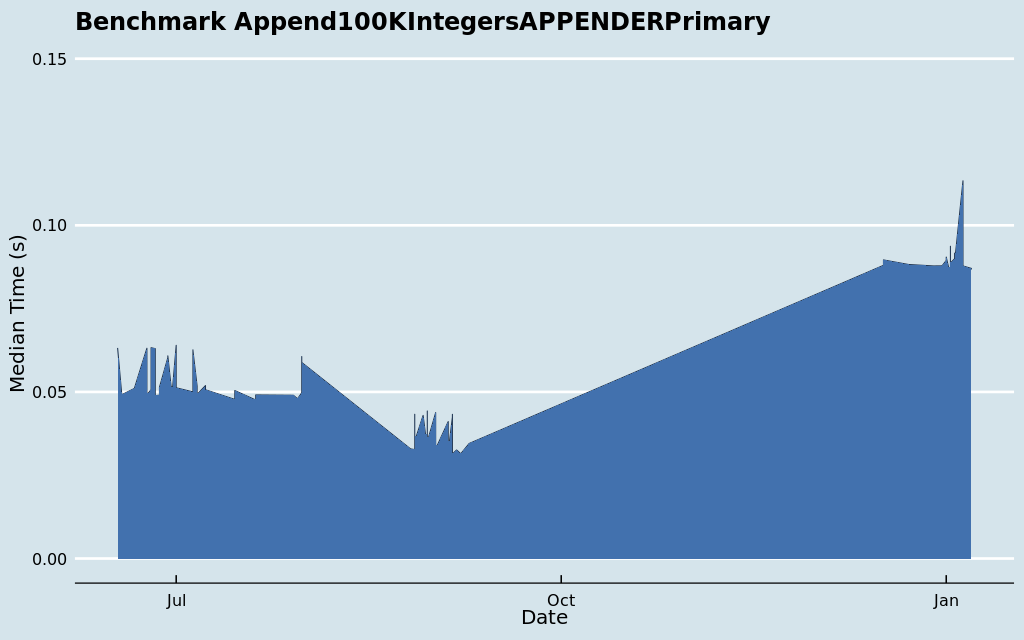 Benchmark Append100KIntegersAPPENDERPrimary
0.15
0.10
0.05
0.00
Median Time (s)
Jul
Oct
Jan
Date